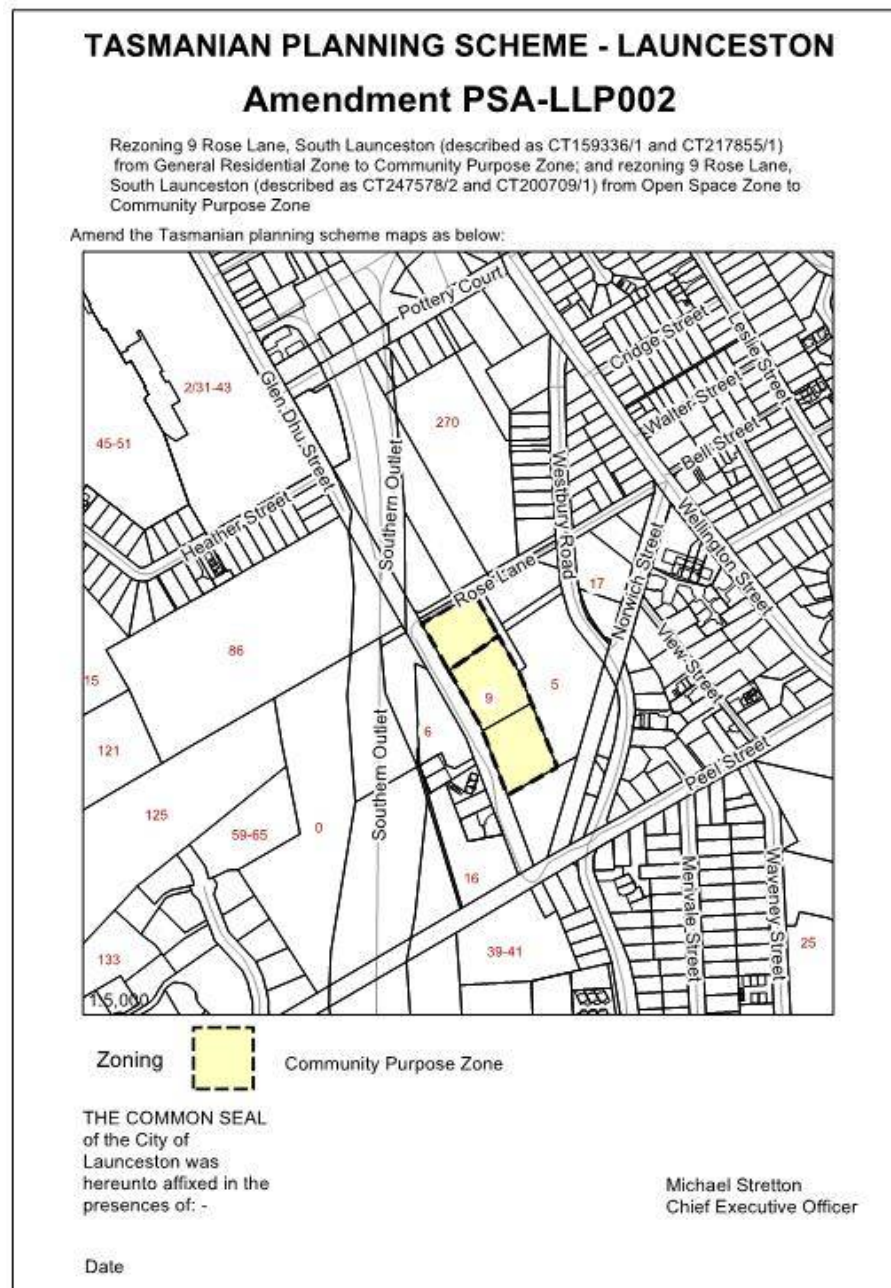 TASMANIAN PLANNING SCHEME - LAUNCESTON
Amendment PSA-LLP002
Rezoning 9 Rose Lane, South Launceston (described as CT159336/1 and CT217855/1)
from General Residential Zone to Community Purpose Zone; and rezoning 9 Rose Lane,
South Launceston (described as CT247578/2 and CT200709/1) from Open Space Zone to
Community Purpose Zone
Amend the Tasmanian planning scheme maps as below:
Pottery Court
Cridge Street
Leslie Street
2/31-43
Glen Dhu Street
270
Walter Street
45-51
Bell Street
Southern Outlet
Westbury Road
Heather Street
Wellington Street
Rose Lane
17
Norwich Street
View Street
86
15
9
5
121
6
Peel Street
Southern Outlet
125
59-65
0
16
Merivale Street
Waveney Street
133
39-41
25
1:5,000
Zoning
Community Purpose Zone
THE COMMON SEAL
of the City of
Launceston was
hereunto affixed in the
presences of: -
Michael Stretton
Chief Executive Officer
Date